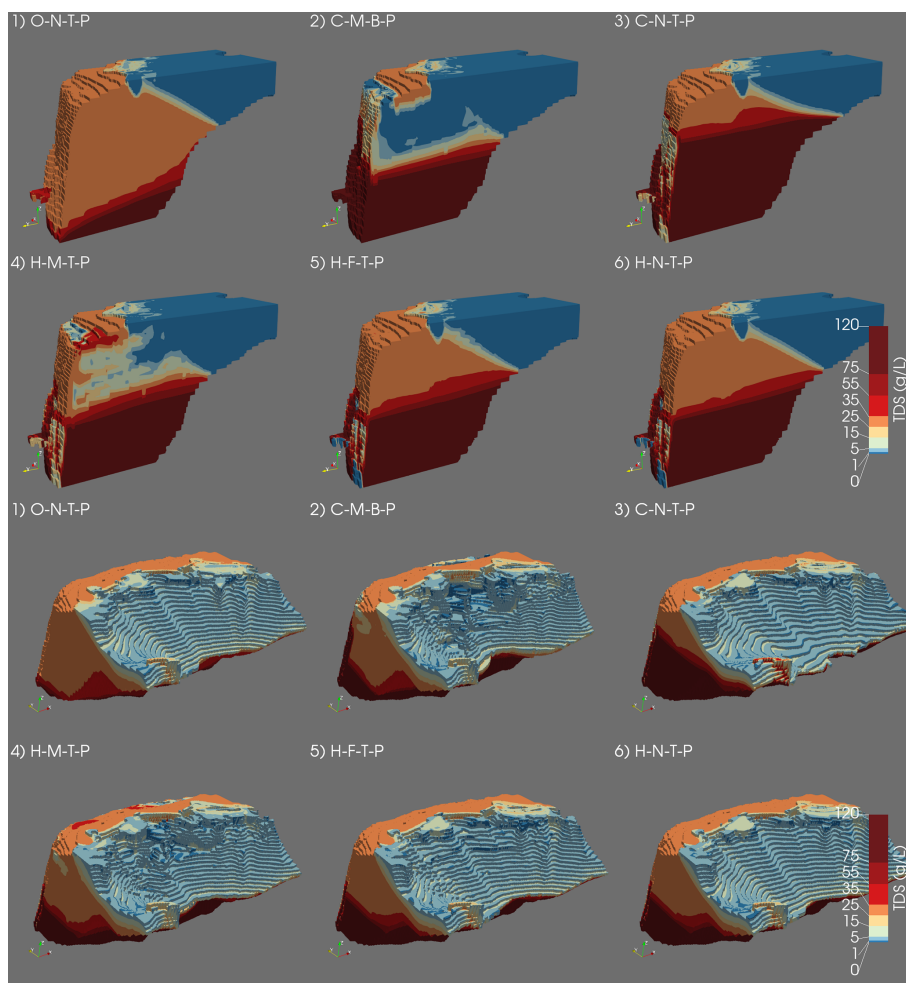 1) O-N-T-P
2) C-M-B-P
3) C-N-T-P
4) H-M-T-P
5) H-F-T-P
6) H-N-T-P
120
75
55
35
25
15
5
1
0
TDS (g/L)
1) O-N-T-P
2) C-M-B-P
3) C-N-T-P
4) H-M-T-P
5) H-F-T-P
6) H-N-T-P
120
75
55
35
25
15
5
1
0
TDS (g/L)